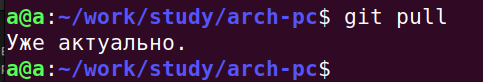 a@a:~/work/study/arch-pc$ git pull
Уже актуально.
a@a:~/work/study/arch-pc$